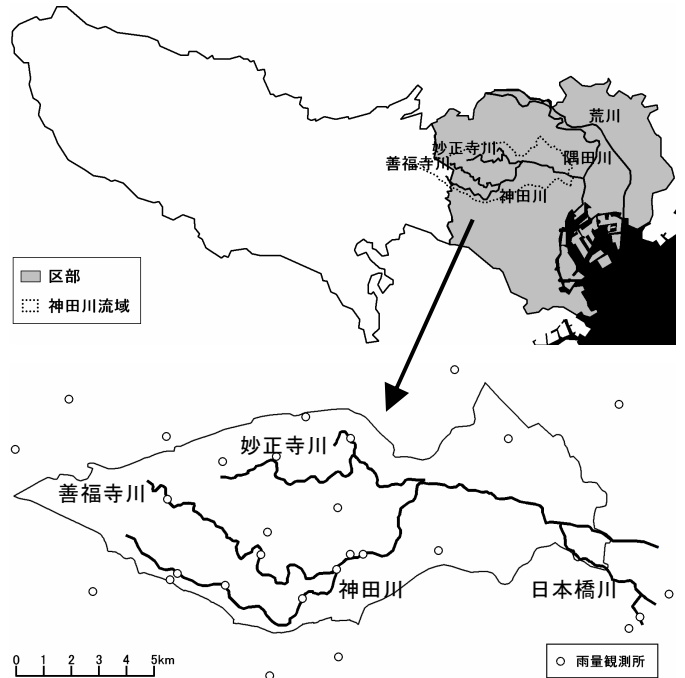 荒川
妙正寺川
隅田川
善福寺川
神田川
区部
神田川流域
妙正寺川
善福寺川
神田川
日本橋川
0 1 2 3 4 5km
雨量観測所